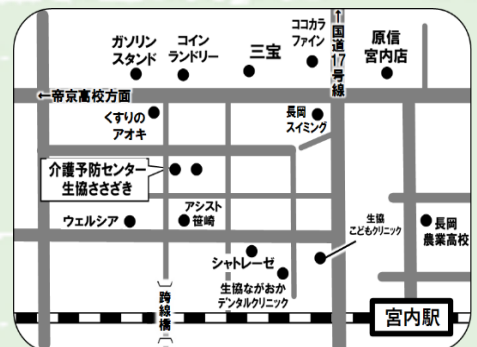 ガソリン
スタンド
コイン
ランドリー
三宝
ココカラ
ファイン
↑国道17号線
原信
宮内店
←帝京高校方面
くすりの
アオキ
長岡
スイミング
介護予防センター
生協ささざき
アシスト
笹崎
ウェルシア
生協
こどもクリニック
長岡
農業高校
シャトレーゼ
生協ながおか
デンタルクリニック
跨線橋
宮内駅